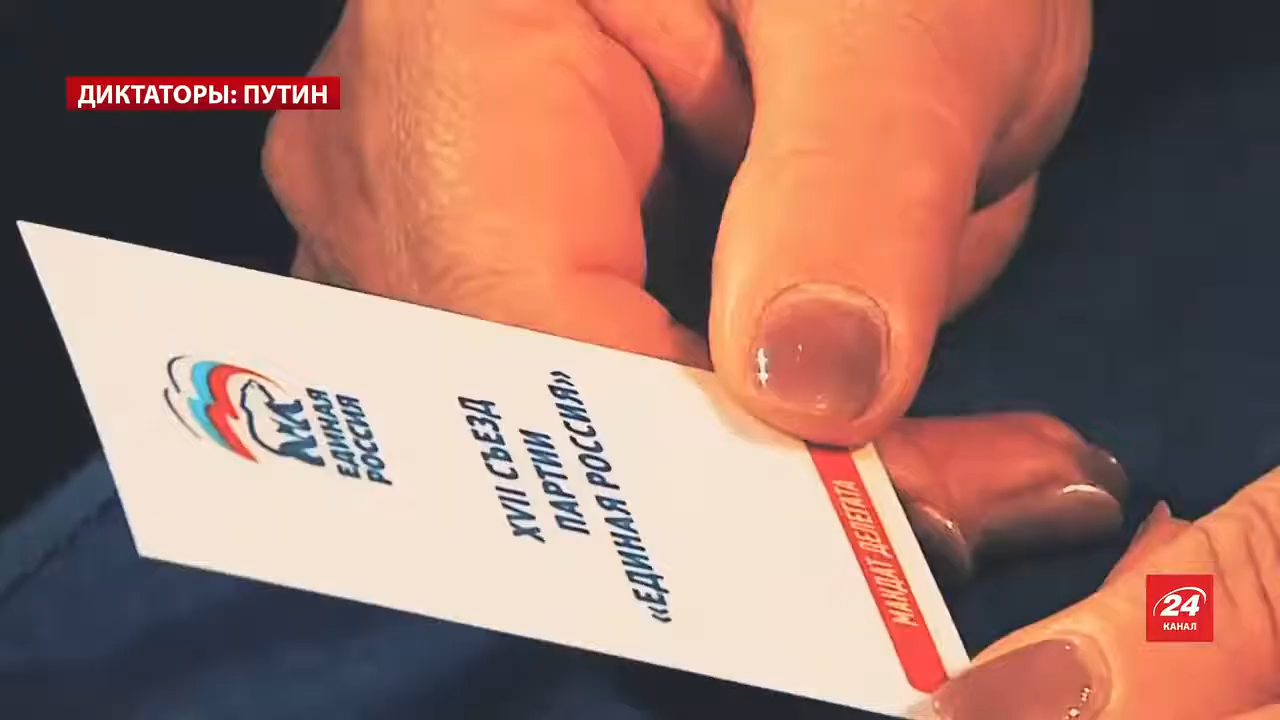 ДИКТАТОРЫ: ПУТИН
ЕДИНАЯ
РОССИЯ
XVII СЪЕЗД
ПАРТИИ
«ЕДИНАЯ РОССИЯ»
МАНДАТ ДЕЛЕГАТА
24
КАНАЛ